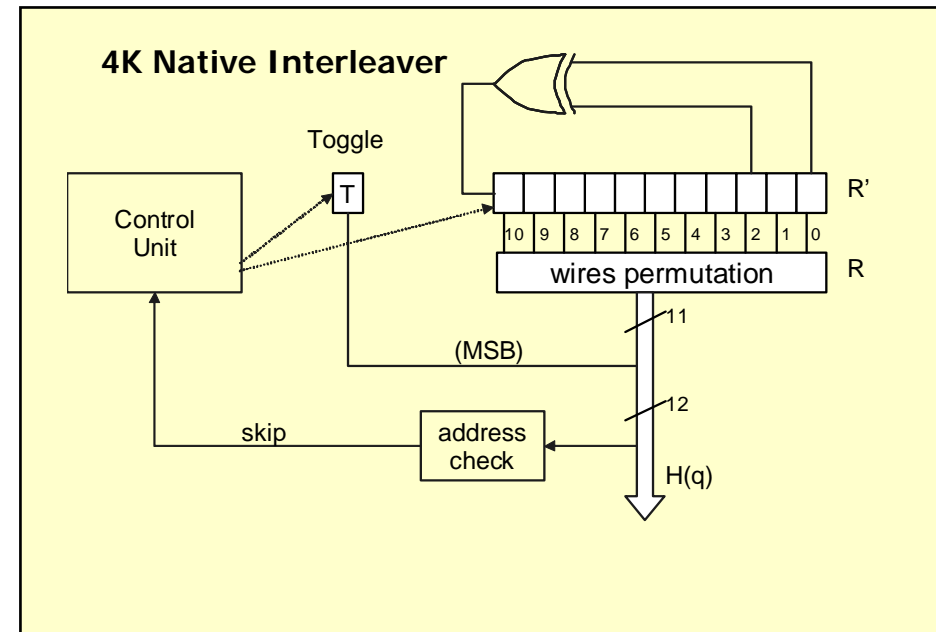 4K Native Interleaver
Toggle
T
R’
Control
Unit
10 9 8 7 6 5 4 3 2 1 0
wires permutation
R
11
(MSB)
12
skip
address
check
H(q)